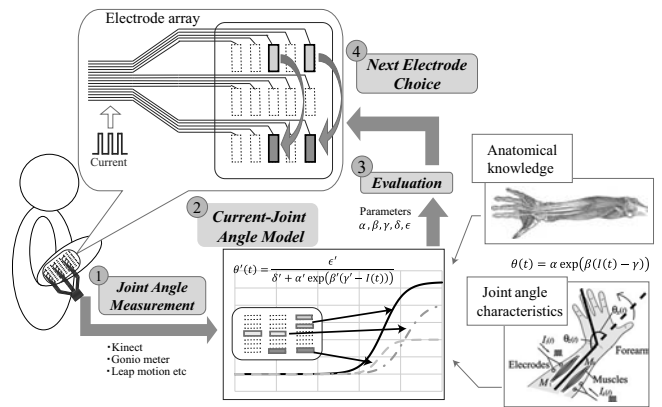 Electrode array
Current
4
Next Electrode
Choice
3
Evaluation
Parameters
α, β, γ, δ, ϵ
Anatomical
knowledge
2
Current-Joint
Angle Model
1
Joint Angle
Measurement
·Kinect
·Gonio meter
·Leap motion etc
θ′(t) = ϵ′ / (δ′ + α′ exp(β′(γ′ − I(t))))
θ(t) = α exp(β(I(t) − γ))
Joint angle
characteristics
Forearm
Elecrodes
Muscles